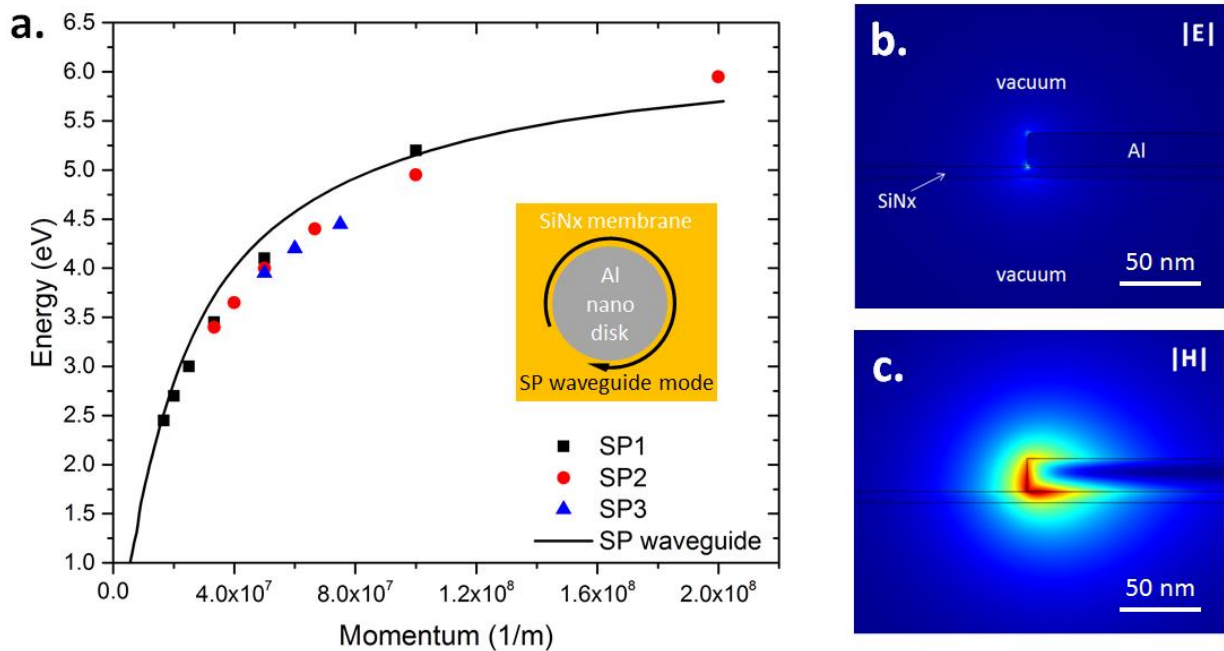 a.
6.5
6.0
5.5
5.0
4.5
4.0
3.5
3.0
2.5
2.0
1.5
1.0
Energy (eV)
0.0
4.0x10⁷
8.0x10⁷
1.2x10⁸
1.6x10⁸
2.0x10⁸
Momentum (1/m)
SiNx membrane
Al
nano
disk
SP waveguide mode
SP1
SP2
SP3
SP waveguide
b.
|E|
vacuum
Al
SiNx
vacuum
50 nm
c.
|H|
50 nm